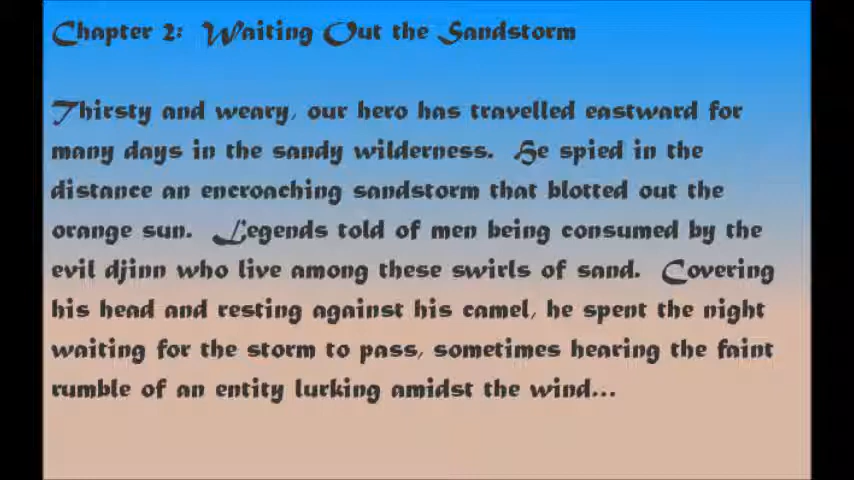 Chapter 2:  Waiting Out the Sandstorm
Thirsty and weary, our hero has travelled eastward for
many days in the sandy wilderness.  He spied in the
distance an encroaching sandstorm that blotted out the
orange sun.  Legends told of men being consumed by the
evil djinn who live among these swirls of sand.  Covering
his head and resting against his camel, he spent the night
waiting for the storm to pass, sometimes hearing the faint
rumble of an entity lurking amidst the wind...